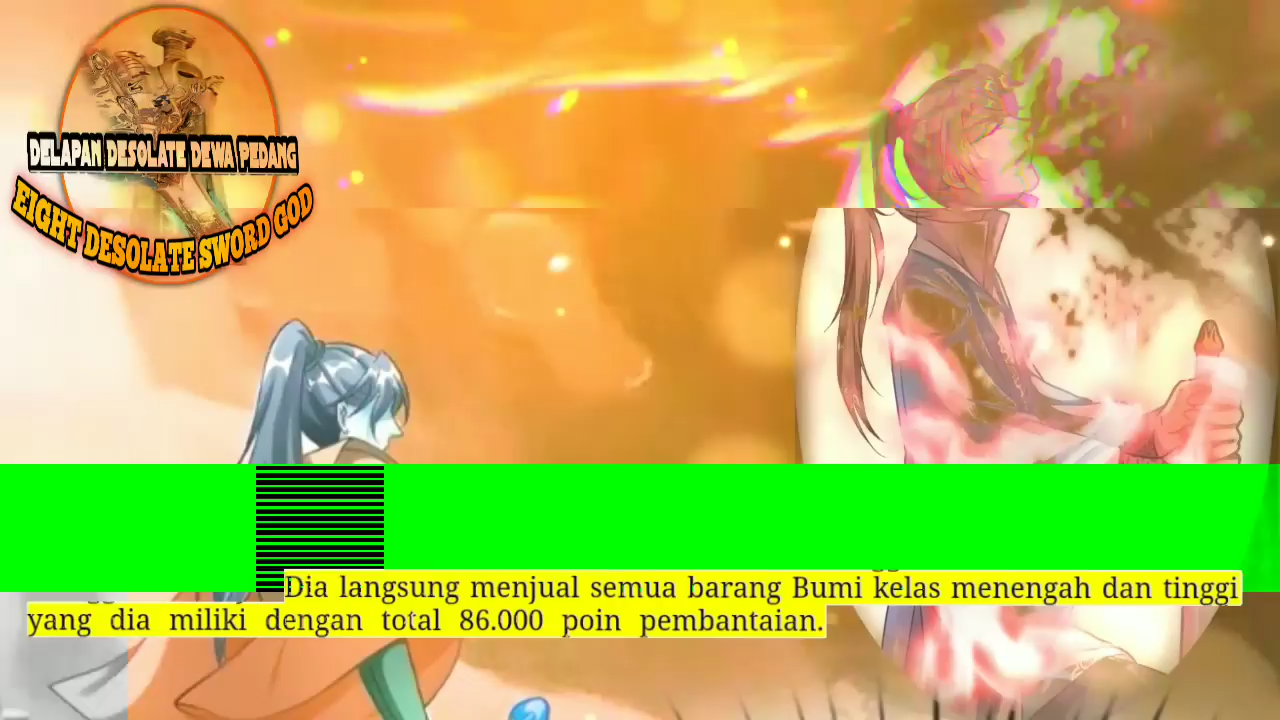 DELAPAN DESOLATE DEWA PEDANG
EIGHT DESOLATE SWORD GOD
Dia langsung menjual semua barang Bumi kelas menengah dan tinggi
yang dia miliki dengan total 86.000 poin pembantaian.